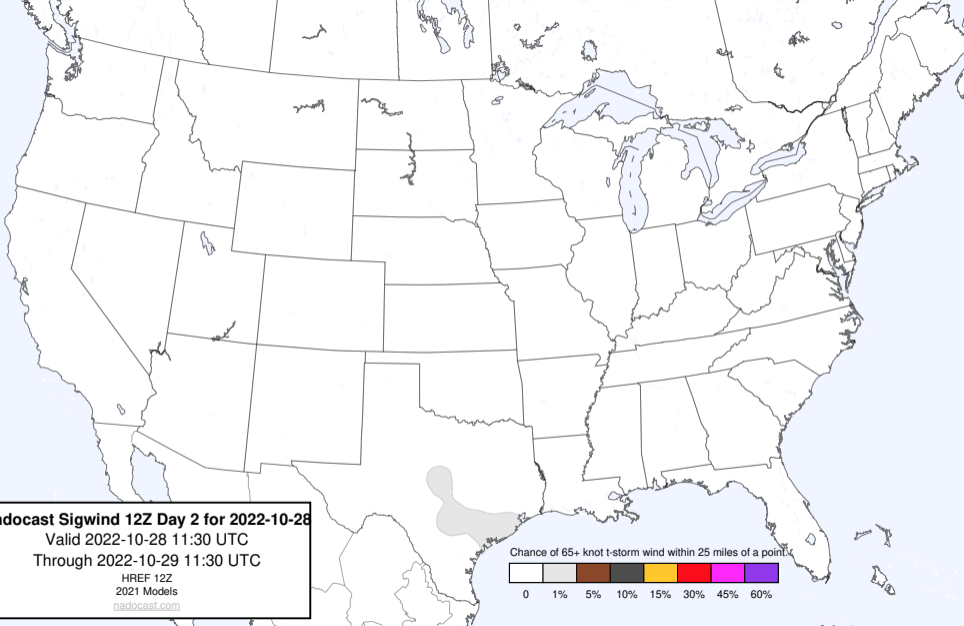 adocast Sigwind 12Z Day 2 for 2022-10-28
Valid 2022-10-28 11:30 UTC
Through 2022-10-29 11:30 UTC
HREF 12Z
2021 Models
nadocast.com
Chance of 65+ knot t-storm wind within 25 miles of a point.
0 1% 5% 10% 15% 30% 45% 60%